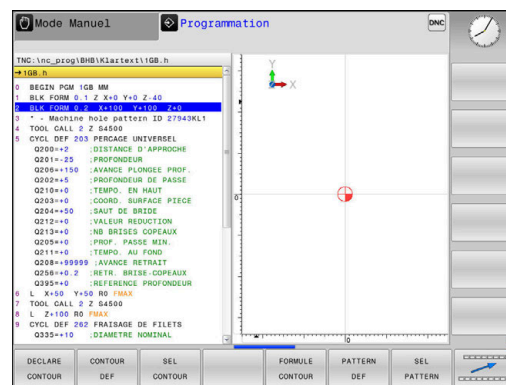 Mode Manuel
Programmation
DNC
TNC:\nc_prog\BHB\Klartext\1GB.h
→1GB.h
0 BEGIN PGM 1GB MM
1 BLK FORM 0.1 Z X+0 Y+0 Z-40
2 BLK FORM 0.2 X+100 Y+100 Z+0
3 * - Machine hole pattern ID 27943KL1
4 TOOL CALL 2 Z S4500
5 CYCL DEF 203 PERCAGE UNIVERSEL
Q200=+2 ;DISTANCE D'APPROCHE
Q201=-25 ;PROFONDEUR
Q206=+150 ;AVANCE PLONGEE PROF.
Q202=+5 ;PROFONDEUR DE PASSE
Q210=+0 ;TEMPO. EN HAUT
Q203=+0 ;COORD. SURFACE PIECE
Q204=+50 ;SAUT DE BRIDE
Q212=+0 ;VALEUR REDUCTION
Q213=+0 ;NB BRISES COPEAUX
Q205=+0 ;PROF. PASSE MIN.
Q211=+0 ;TEMPO. AU FOND
Q208=+99999 ;AVANCE RETRAIT
Q256=+0.2 ;RETR. BRISE-COPEAUX
Q395=+0 ;REFERENCE PROFONDEUR
6 L X+50 Y+50 R0 FMAX
7 TOOL CALL 2 Z S4500
8 L Z+100 R0 FMAX
9 CYCL DEF 262 FRAISAGE DE FILETS
Q335=+10 ;DIAMETRE NOMINAL
Y
X
0
0
DECLARE
CONTOUR
CONTOUR
DEF
SEL
CONTOUR
FORMULE
CONTOUR
PATTERN
DEF
SEL
PATTERN